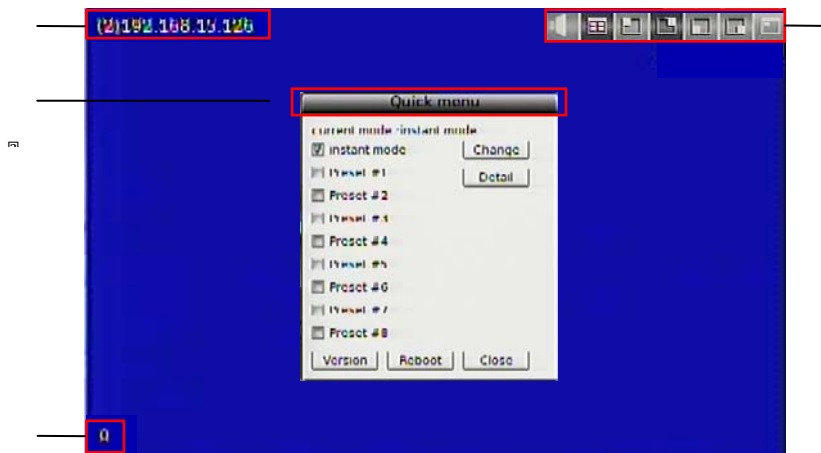 (2)192.168.15.126
Quick menu
current mode :instant mode
instant mode
Change
Preset #1
Detail
Preset #2
Preset #3
Preset #4
Preset #5
Preset #6
Preset #7
Preset #8
Version
Reboot
Close